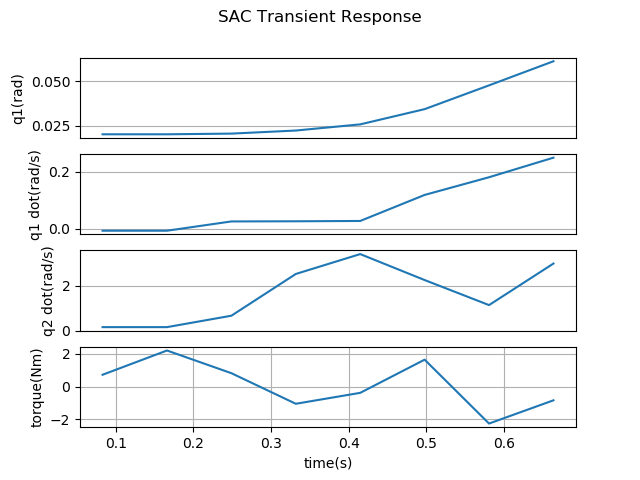 SAC Transient Response
q1(rad)
0.050
0.025
q1 dot(rad/s)
0.2
0.0
q2 dot(rad/s)
2
0
torque(Nm)
2
0
−2
0.1 0.2 0.3 0.4 0.5 0.6
time(s)